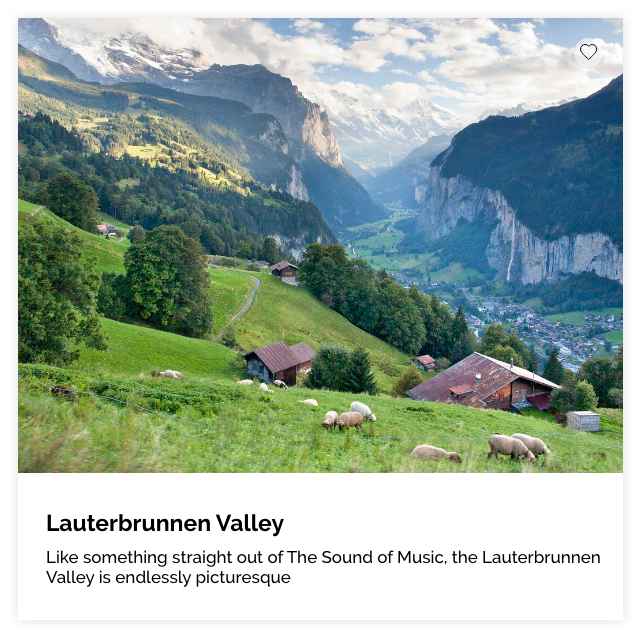 Lauterbrunnen Valley
Like something straight out of The Sound of Music, the Lauterbrunnen
Valley is endlessly picturesque